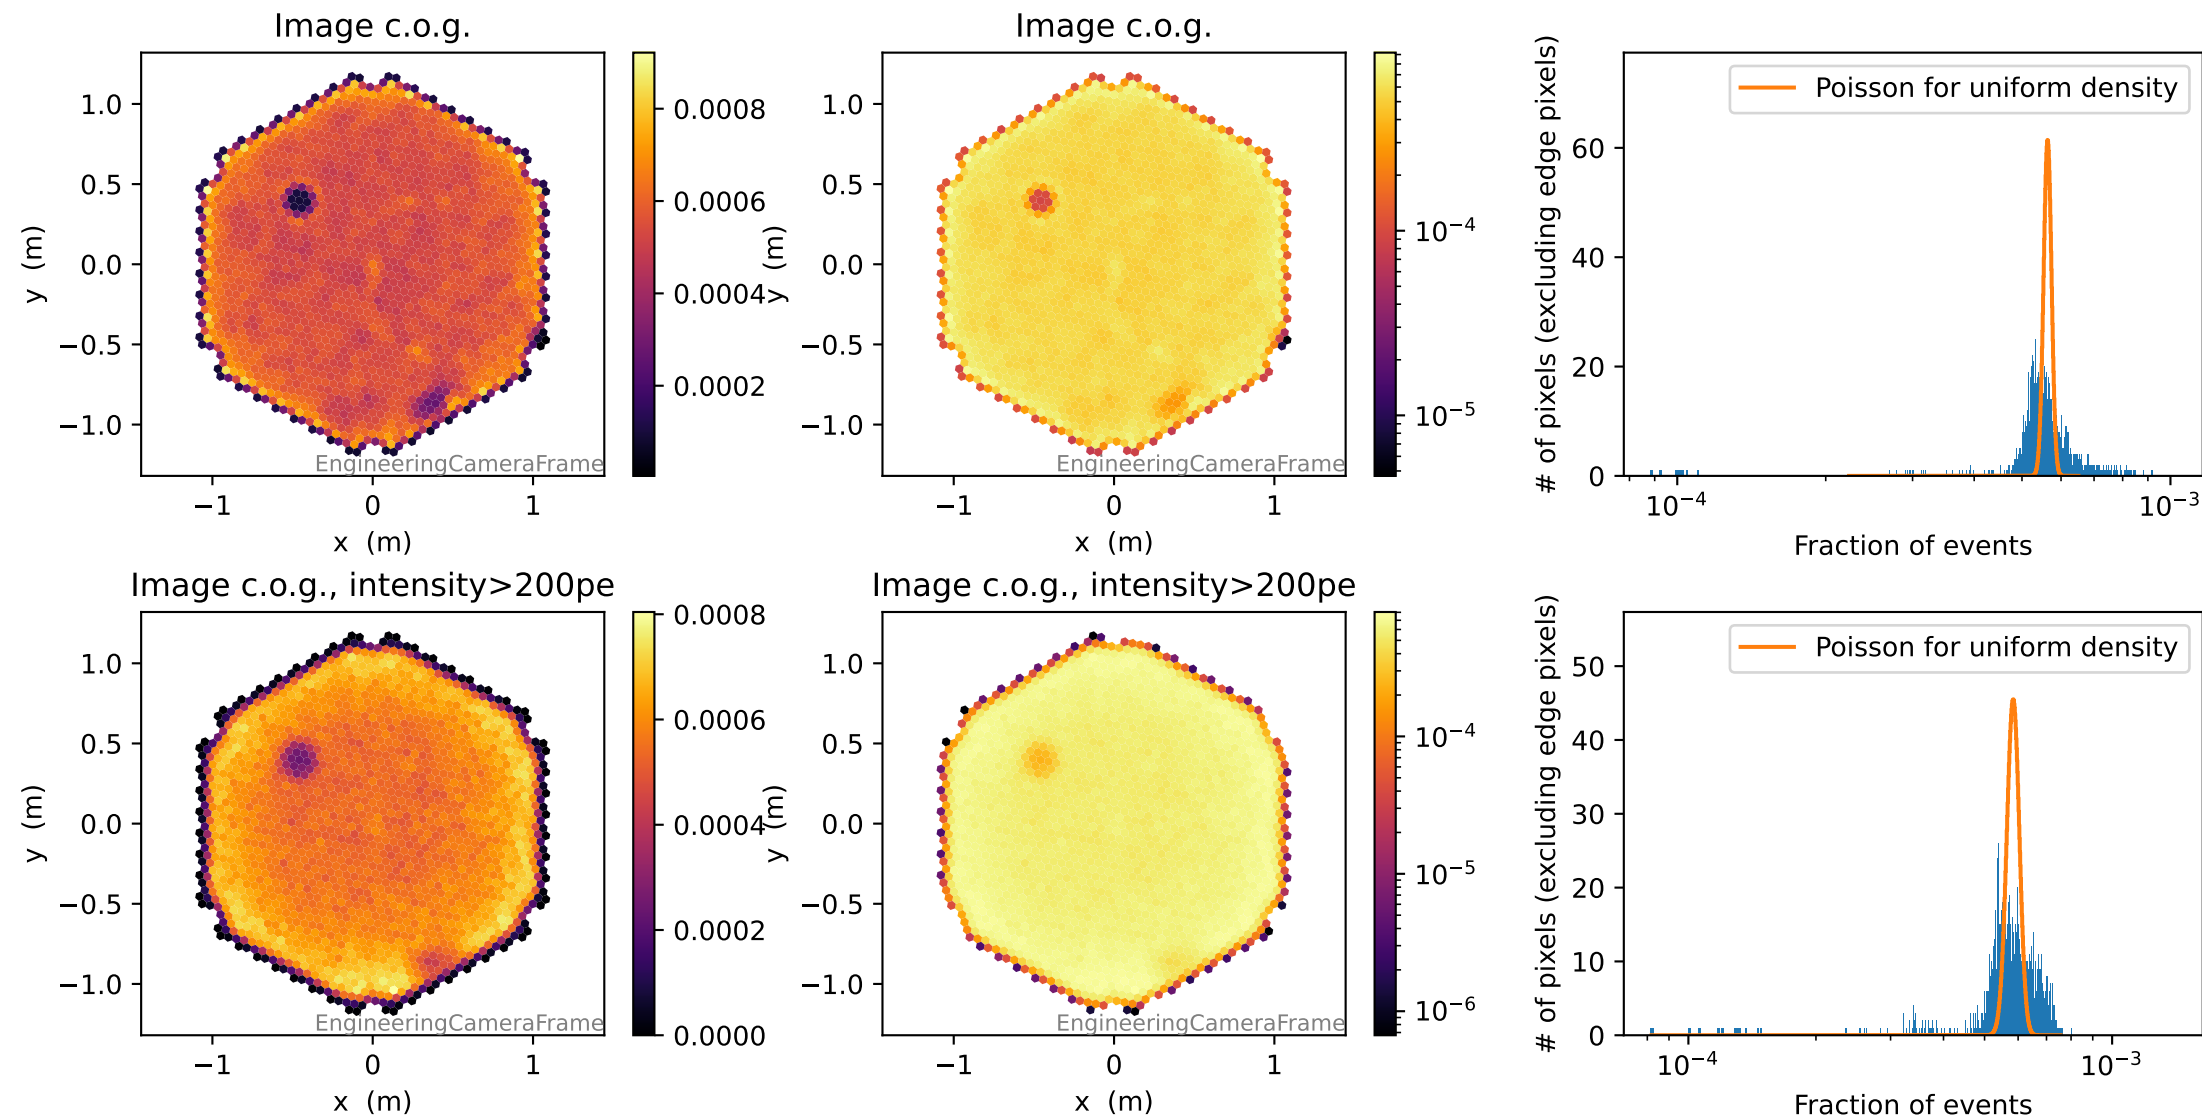 Image c.o.g.
1.0
0.5
0.0
−0.5
−1.0
y (m)
−1 0 1
x (m)
EngineeringCameraFrame
0.0008
0.0006
0.0004
0.0002
Image c.o.g.
1.0
0.5
0.0
−0.5
−1.0
y (m)
−1 0 1
x (m)
EngineeringCameraFrame
10⁻⁴
10⁻⁵
# of pixels (excluding edge pixels)
60
40
20
0
Poisson for uniform density
10⁻⁴ 10⁻³
Fraction of events
Image c.o.g., intensity>200pe
1.0
0.5
0.0
−0.5
−1.0
y (m)
−1 0 1
x (m)
EngineeringCameraFrame
0.0008
0.0006
0.0004
0.0002
0.0000
Image c.o.g., intensity>200pe
1.0
0.5
0.0
−0.5
−1.0
y (m)
−1 0 1
x (m)
EngineeringCameraFrame
10⁻⁴
10⁻⁵
10⁻⁶
# of pixels (excluding edge pixels)
50
40
30
20
10
0
Poisson for uniform density
10⁻⁴ 10⁻³
Fraction of events